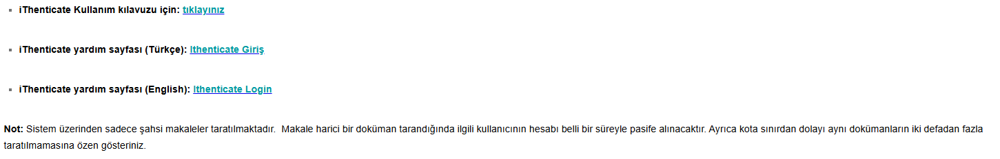 iThenticate Kullanım kılavuzu için: tıklayınız
iThenticate yardım sayfası (Türkçe): Ithenticate Giriş
iThenticate yardım sayfası (English): Ithenticate Login
Not: Sistem üzerinden sadece şahsi makaleler taratılmaktadır. Makale harici bir doküman tarandığında ilgili kullanıcının hesabı belli bir süreyle pasife alınacaktır. Ayrıca kota sınırdan dolayı aynı dokümanların iki defadan fazla
taratılmamasına özen gösteriniz.